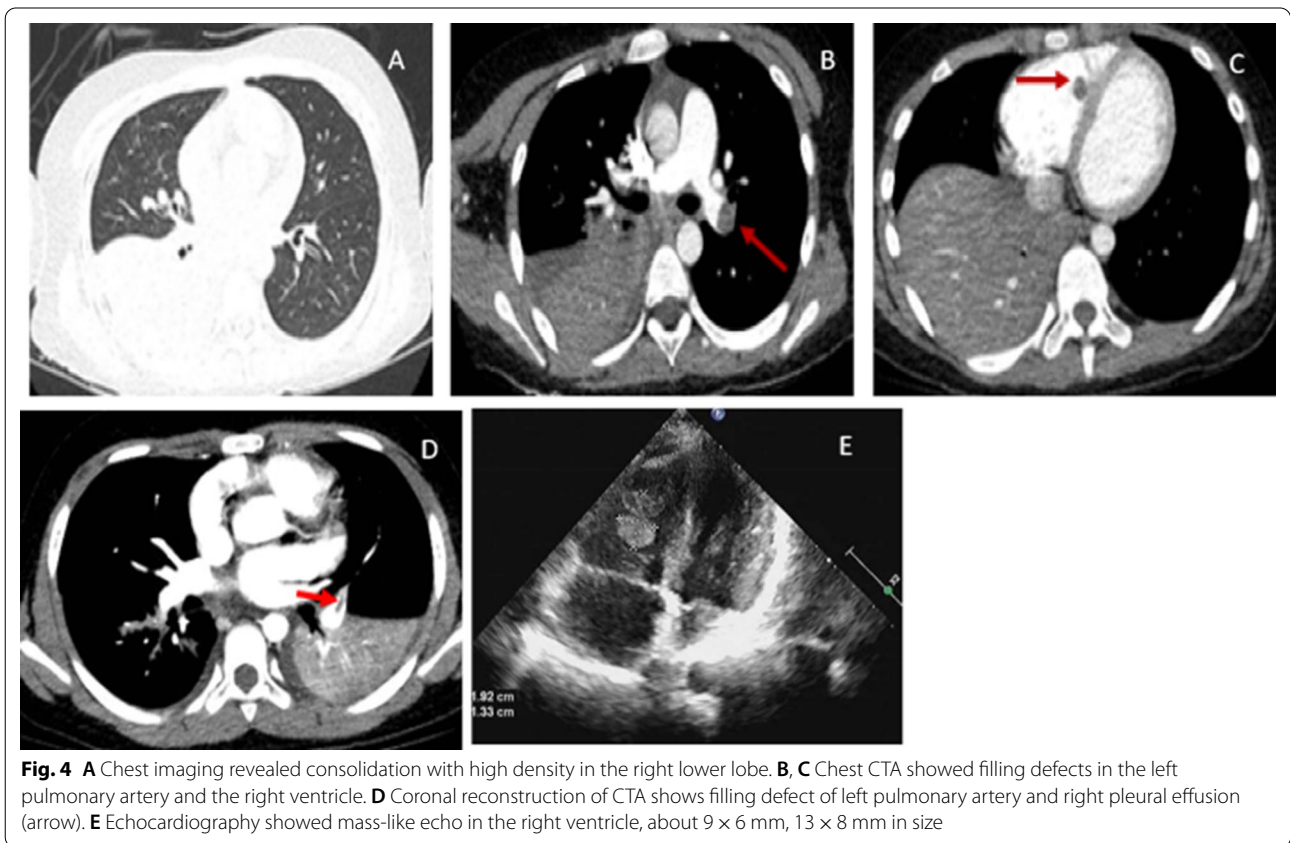 A
B
C
D
E
1.92 cm
1.33 cm
Fig. 4 A Chest imaging revealed consolidation with high density in the right lower lobe. B, C Chest CTA showed filling defects in the left
pulmonary artery and the right ventricle. D Coronal reconstruction of CTA shows filling defect of left pulmonary artery and right pleural effusion
(arrow). E Echocardiography showed mass-like echo in the right ventricle, about 9 × 6 mm, 13 × 8 mm in size